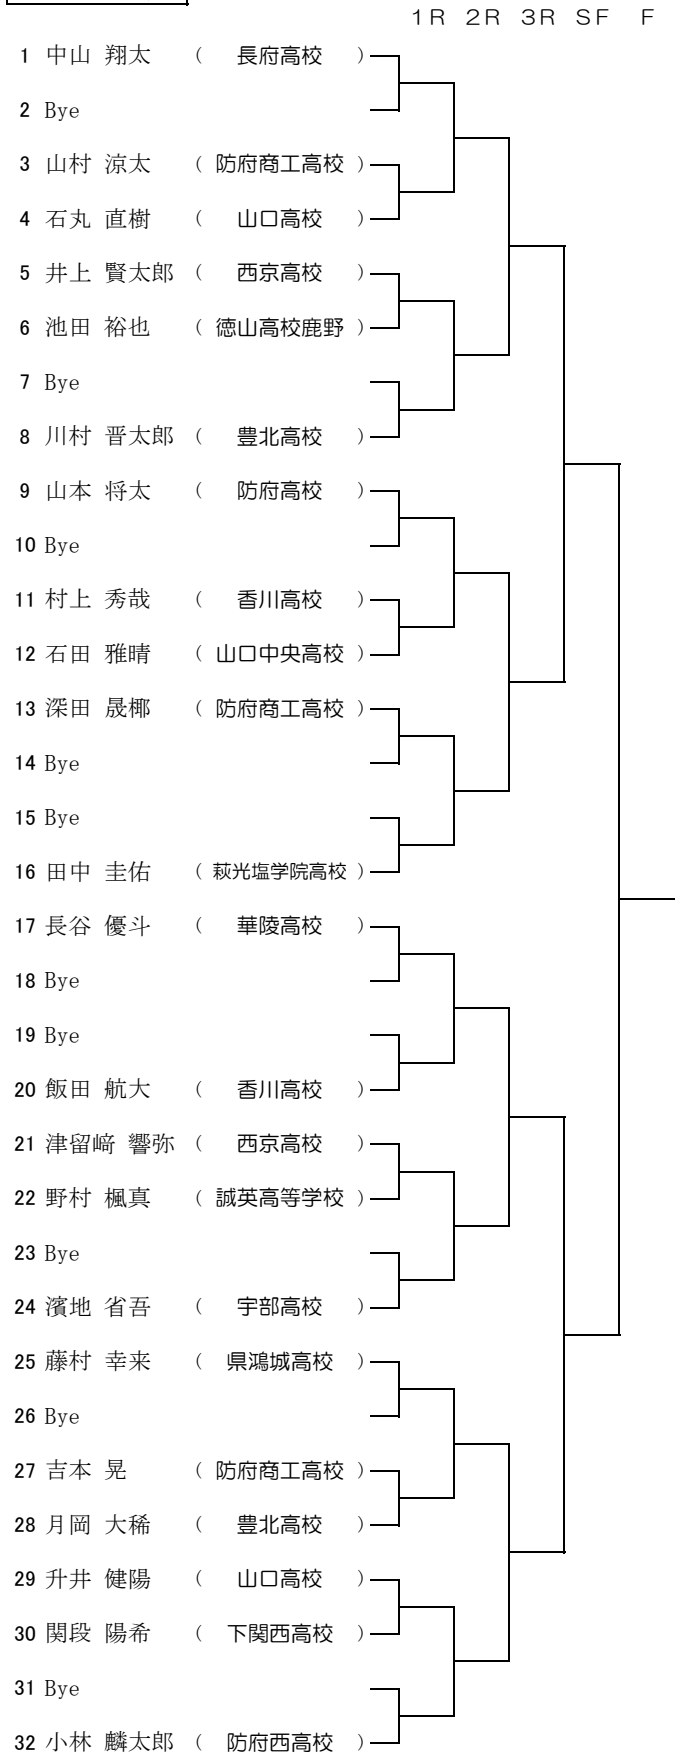 １Ｒ ２Ｒ ３Ｒ ＳＦ Ｆ
1 中山 翔太 ( 長府高校 )
2 Bye
3 山村 涼太 ( 防府商工高校 )
4 石丸 直樹 ( 山口高校 )
5 井上 賢太郎 ( 西京高校 )
6 池田 裕也 ( 徳山高校鹿野 )
7 Bye
8 川村 晋太郎 ( 豊北高校 )
9 山本 将太 ( 防府高校 )
10 Bye
11 村上 秀哉 ( 香川高校 )
12 石田 雅晴 ( 山口中央高校 )
13 深田 晟椰 ( 防府商工高校 )
14 Bye
15 Bye
16 田中 圭佑 ( 萩光塩学院高校 )
17 長谷 優斗 ( 華陵高校 )
18 Bye
19 Bye
20 飯田 航大 ( 香川高校 )
21 津留﨑 響弥 ( 西京高校 )
22 野村 楓真 ( 誠英高等学校 )
23 Bye
24 濱地 省吾 ( 宇部高校 )
25 藤村 幸来 ( 県鴻城高校 )
26 Bye
27 吉本 晃 ( 防府商工高校 )
28 月岡 大稀 ( 豊北高校 )
29 升井 健陽 ( 山口高校 )
30 関段 陽希 ( 下関西高校 )
31 Bye
32 小林 麟太郎 ( 防府西高校 )